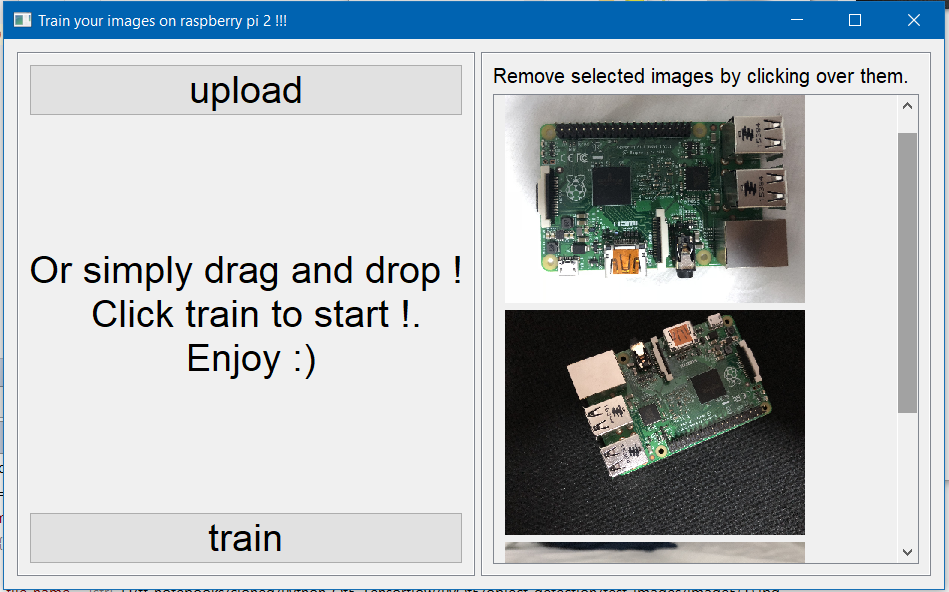 Train your images on raspberry pi 2 !!!
upload
Or simply drag and drop !
Click train to start !.
Enjoy :)
train
Remove selected images by clicking over them.
HDMI